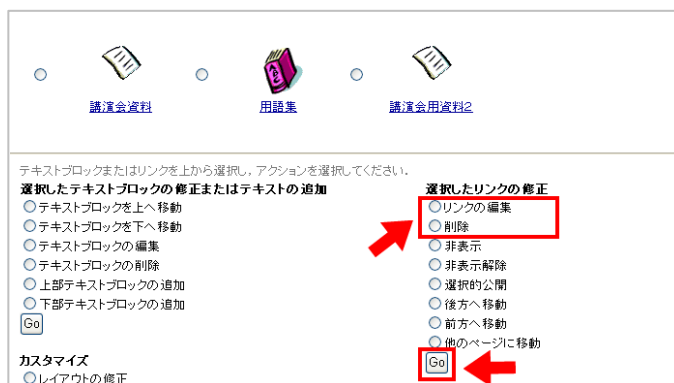 講演会資料
用語集
講演会用資料2
テキストブロックまたはリンクを上から選択し，アクションを選択してください．
選択したテキストブロックの修正またはテキストの追加
テキストブロックを上へ移動
テキストブロックを下へ移動
テキストブロックの編集
テキストブロックの削除
上部テキストブロックの追加
下部テキストブロックの追加
Go
カスタマイズ
レイアウトの修正
選択したリンクの修正
リンクの編集
削除
非表示
非表示解除
選択的公開
後方へ移動
前方へ移動
他のページに移動
Go